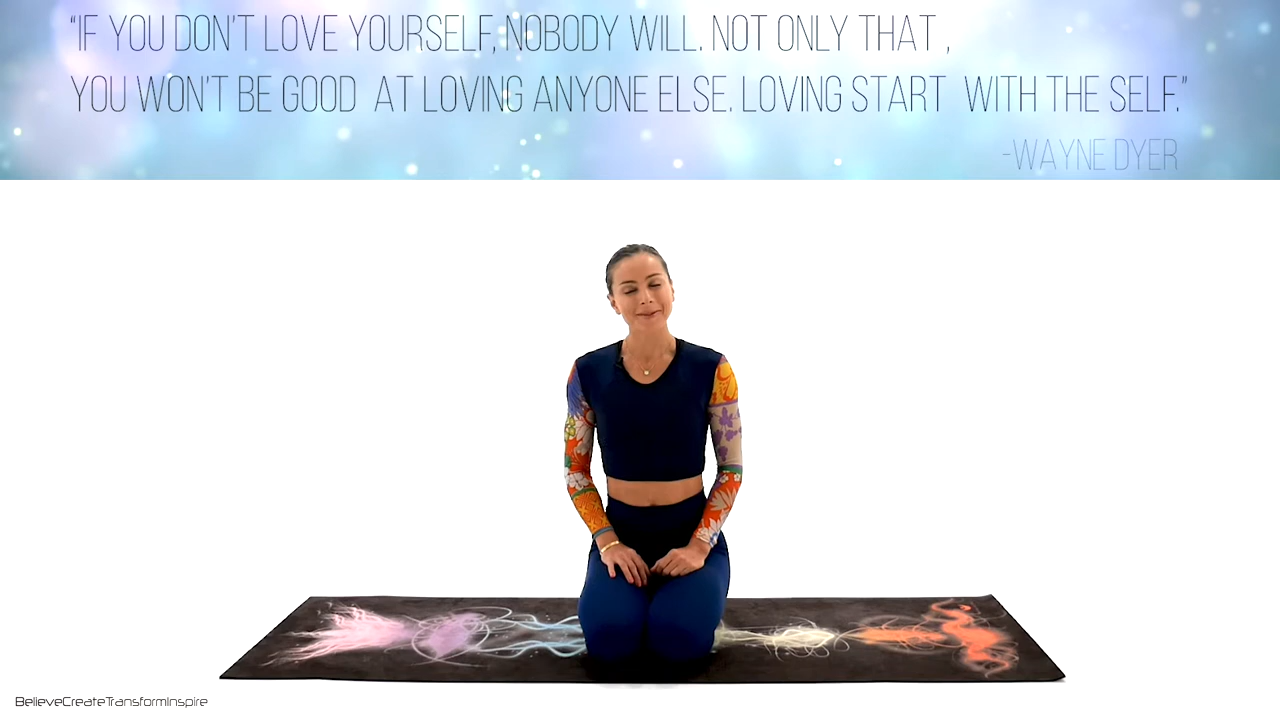 “IF YOU DON'T LOVE YOURSELF, NOBODY WILL. NOT ONLY THAT ,
YOU WON'T BE GOOD AT LOVING ANYONE ELSE. LOVING START WITH THE SELF.”
-WAYNE DYER
BelieveCreateTransformInspire